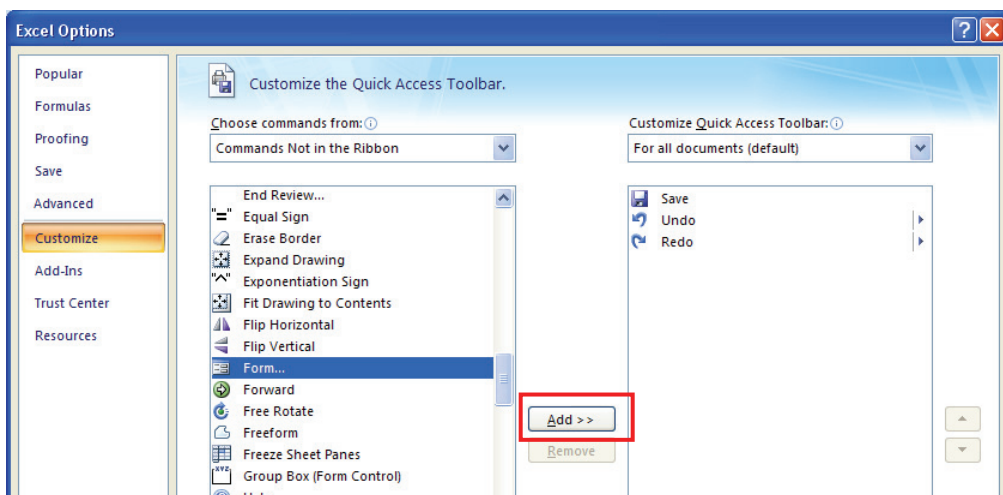 Excel Options
Popular
Formulas
Proofing
Save
Advanced
Customize
Add-Ins
Trust Center
Resources
Customize the Quick Access Toolbar.
Choose commands from:
Commands Not in the Ribbon
End Review...
"=" Equal Sign
Erase Border
Expand Drawing
"^" Exponentiation Sign
Fit Drawing to Contents
Flip Horizontal
Flip Vertical
Form...
Forward
Free Rotate
Freeform
Freeze Sheet Panes
XYZ Group Box (Form Control)
Add >>
Remove
Customize Quick Access Toolbar:
For all documents (default)
Save
Undo
Redo